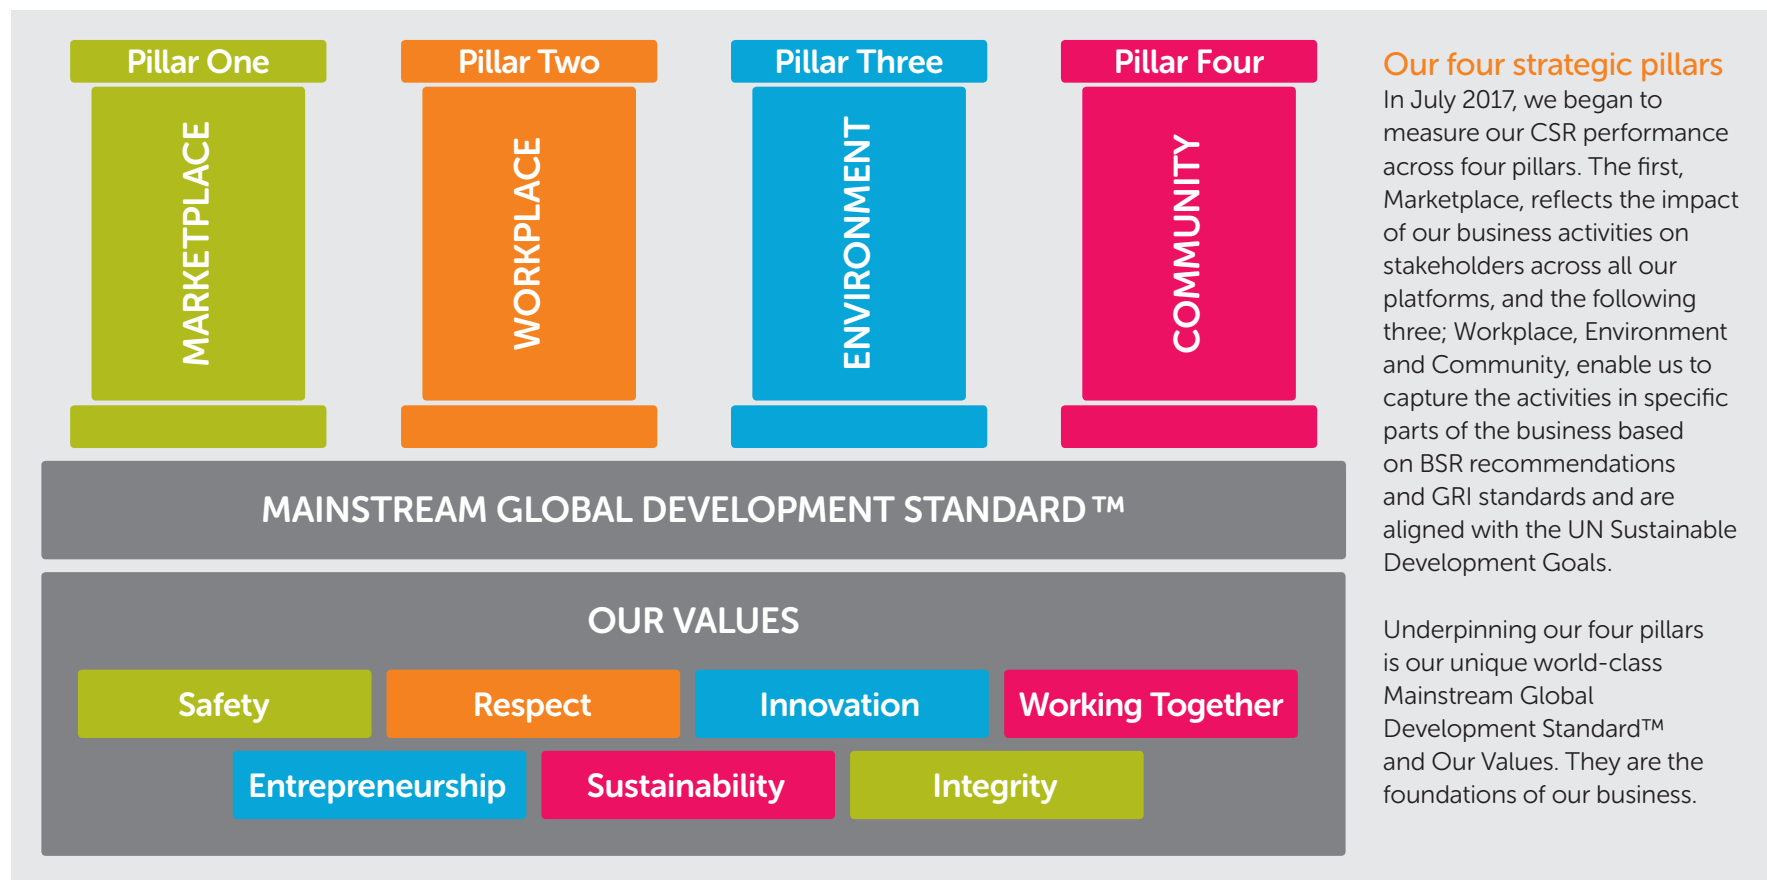 Pillar One
Pillar Two
Pillar Three
Pillar Four
MARKETPLACE
WORKPLACE
ENVIRONMENT
COMMUNITY
MAINSTREAM GLOBAL DEVELOPMENT STANDARD™
OUR VALUES
Safety
Respect
Innovation
Working Together
Entrepreneurship
Sustainability
Integrity
Our four strategic pillars
In July 2017, we began to
measure our CSR performance
across four pillars. The first,
Marketplace, reflects the impact
of our business activities on
stakeholders across all our
platforms, and the following
three; Workplace, Environment
and Community, enable us to
capture the activities in specific
parts of the business based
on BSR recommendations
and GRI standards and are
aligned with the UN Sustainable
Development Goals.
Underpinning our four pillars
is our unique world-class
Mainstream Global
Development Standard™
and Our Values. They are the
foundations of our business.